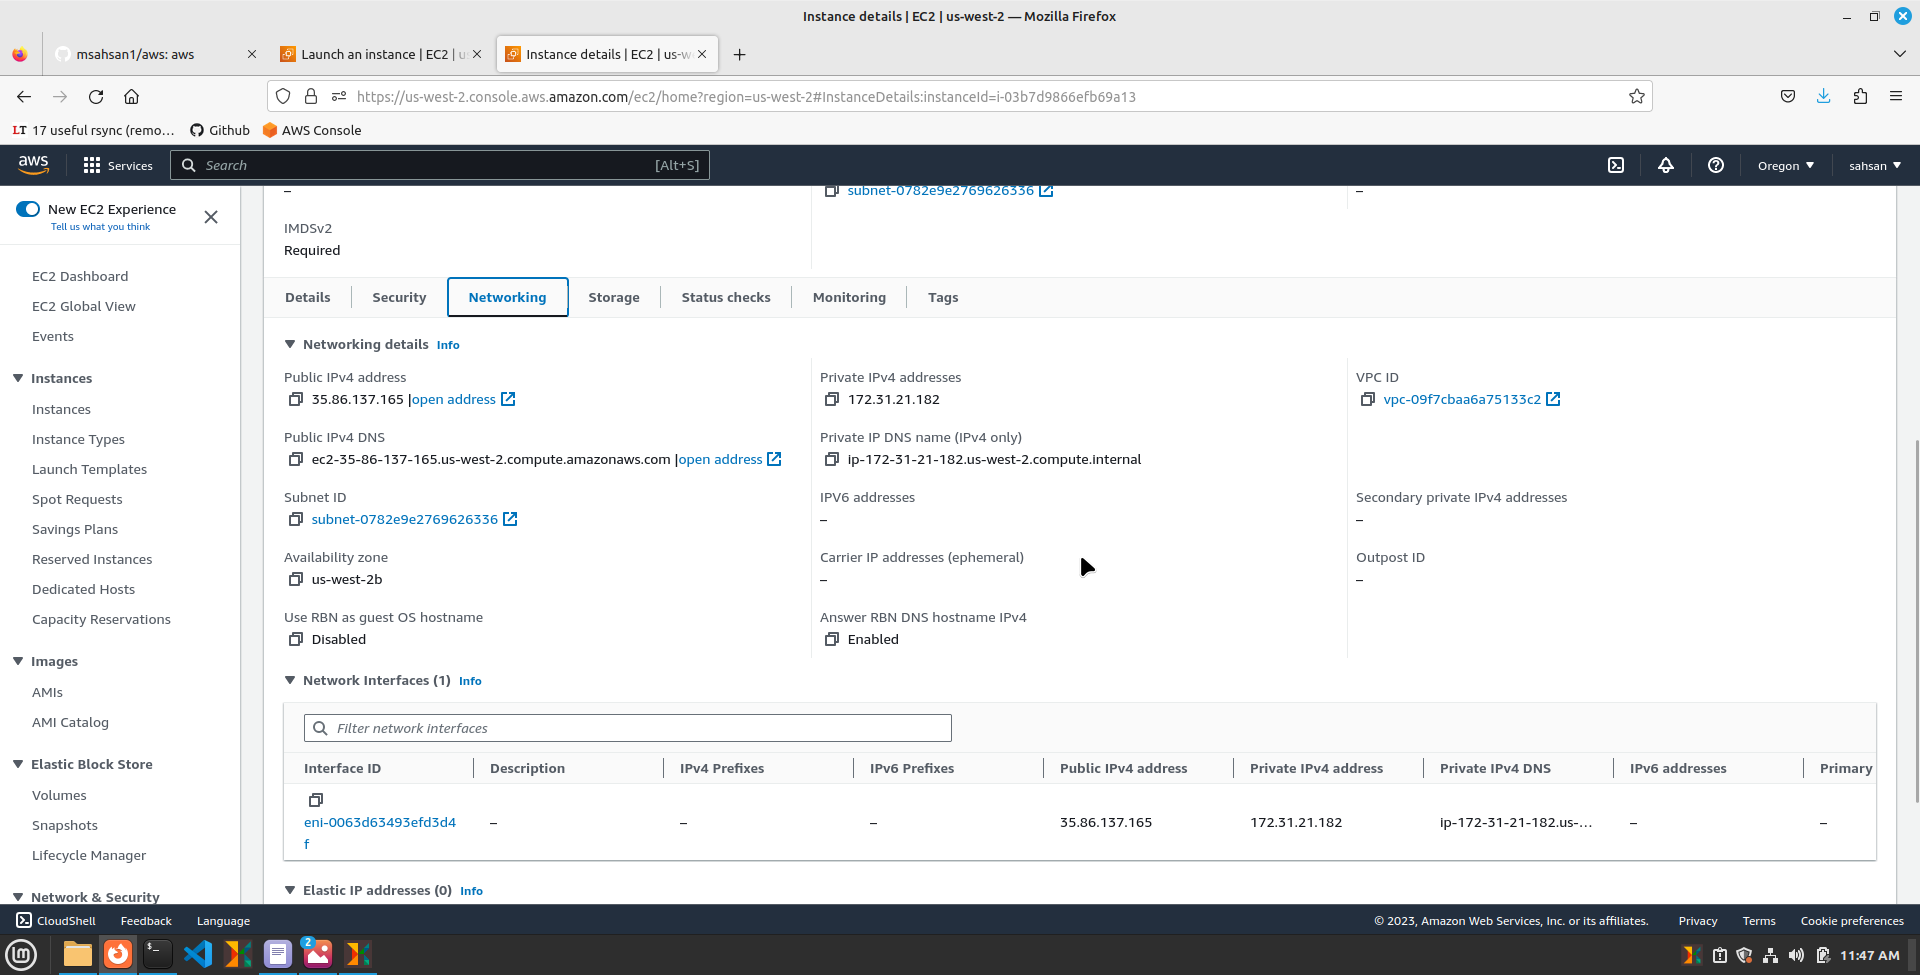 Instance details | EC2 | us-west-2 — Mozilla Firefox
msahsan1/aws: aws
Launch an instance | EC2 | u
Instance details | EC2 | us-w
https://us-west-2.console.aws.amazon.com/ec2/home?region=us-west-2#InstanceDetails:instanceId=i-03b7d9866efb69a13
LT 17 useful rsync (remo… Github AWS Console
aws Services Search [Alt+S] Oregon sahsan
New EC2 Experience
Tell us what you think
EC2 Dashboard
EC2 Global View
Events
Instances
Instances
Instance Types
Launch Templates
Spot Requests
Savings Plans
Reserved Instances
Dedicated Hosts
Capacity Reservations
Images
AMIs
AMI Catalog
Elastic Block Store
Volumes
Snapshots
Lifecycle Manager
Network & Security
– subnet-0782e9e2769626336 –
IMDSv2
Required
Details Security Networking Storage Status checks Monitoring Tags
Networking details Info
Public IPv4 address Private IPv4 addresses VPC ID
35.86.137.165 |open address 172.31.21.182 vpc-09f7cbaa6a75133c2
Public IPv4 DNS Private IP DNS name (IPv4 only)
ec2-35-86-137-165.us-west-2.compute.amazonaws.com |open address ip-172-31-21-182.us-west-2.compute.internal
Subnet ID IPV6 addresses Secondary private IPv4 addresses
subnet-0782e9e2769626336 – –
Availability zone Carrier IP addresses (ephemeral) Outpost ID
us-west-2b – –
Use RBN as guest OS hostname Answer RBN DNS hostname IPv4
Disabled Enabled
Network Interfaces (1) Info
Filter network interfaces
Interface ID Description IPv4 Prefixes IPv6 Prefixes Public IPv4 address Private IPv4 address Private IPv4 DNS IPv6 addresses Primary
eni-0063d63493efd3d4 – – – 35.86.137.165 172.31.21.182 ip-172-31-21-182.us-… – –
f
Elastic IP addresses (0) Info
CloudShell Feedback Language © 2023, Amazon Web Services, Inc. or its affiliates. Privacy Terms Cookie preferences
2
11:47 AM